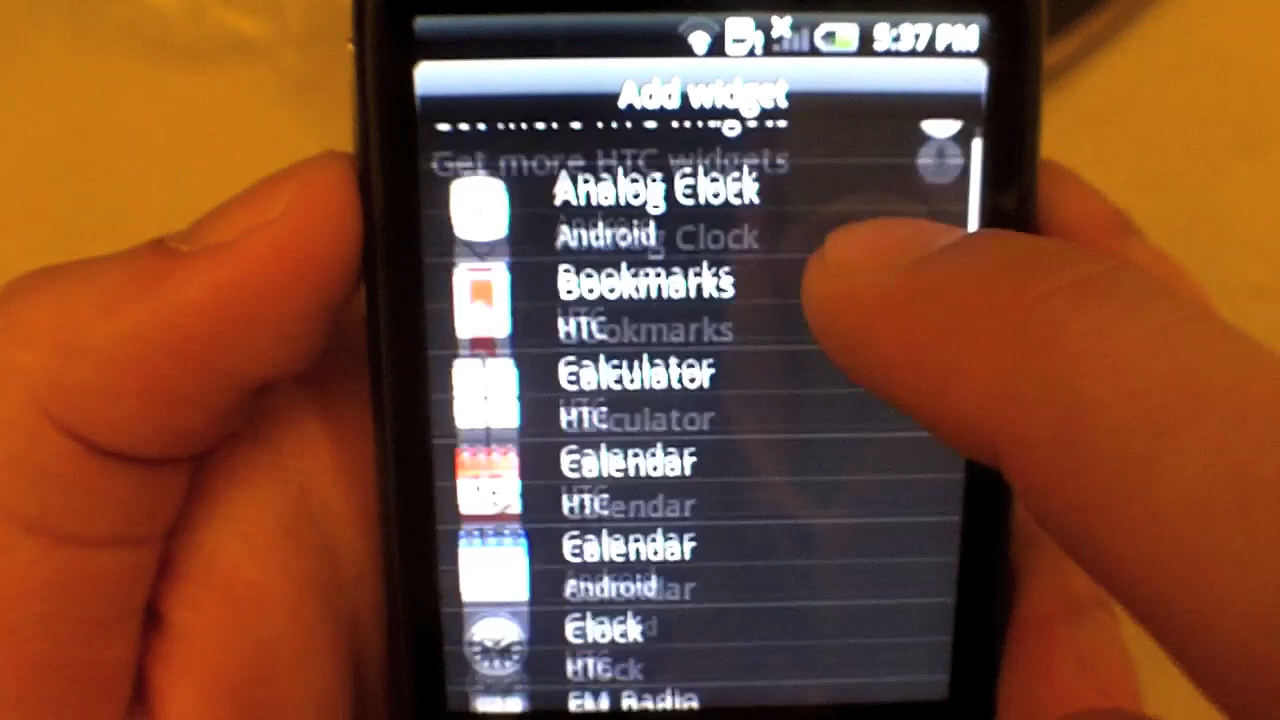 5:37 PM
Add widget
Get more HTC widgets
Analog Clock
Android
Bookmarks
HTC
Calculator
HTC
Calendar
HTC
Calendar
Android
Clock
HTC
FM Radio